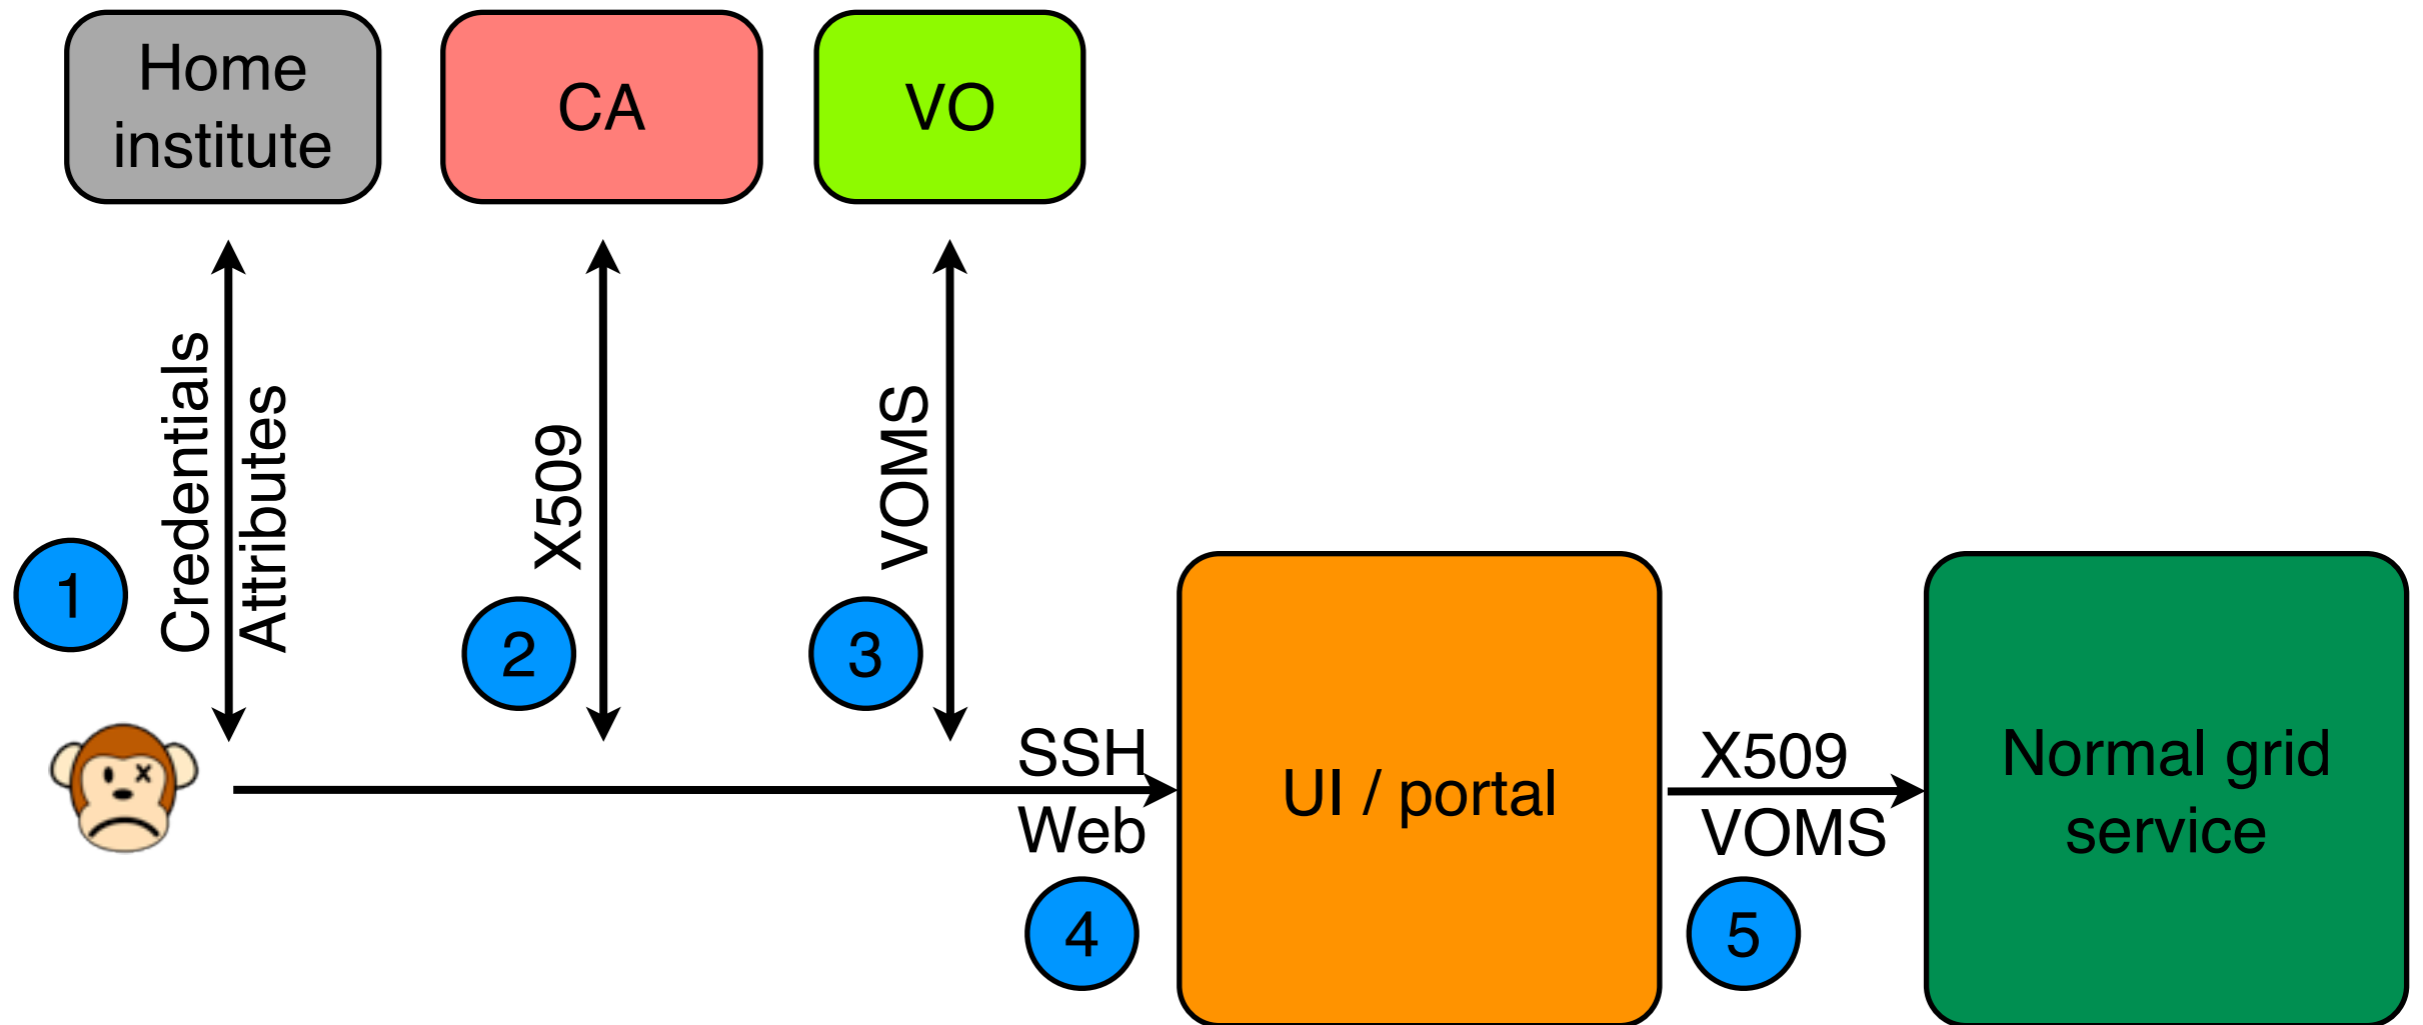 Home
institute
CA
VO
Credentials
Attributes
X509
VOMS
1
2
3
SSH
Web
4
UI / portal
X509
VOMS
5
Normal grid
service